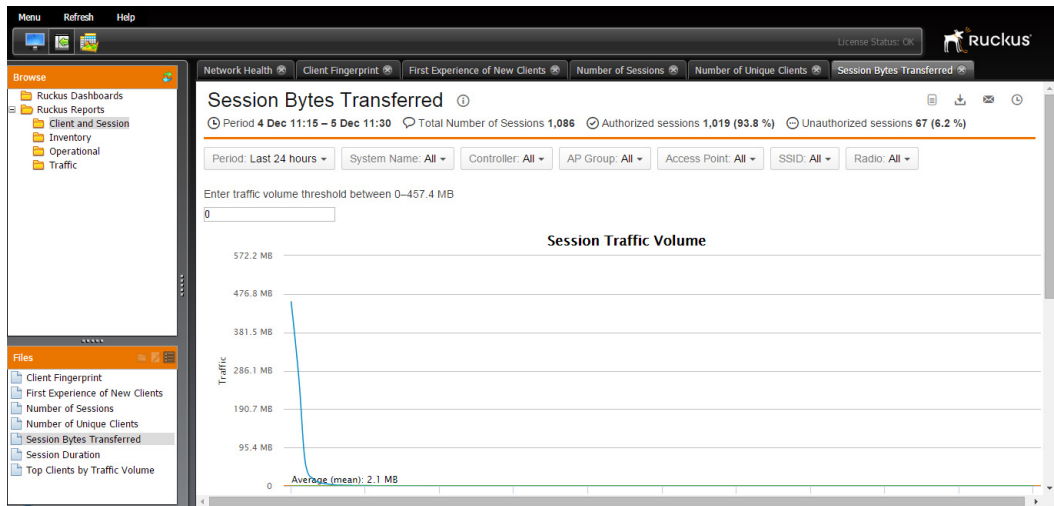 Menu Refresh Help
License Status: OK
Ruckus
Browse
Ruckus Dashboards
Ruckus Reports
Client and Session
Inventory
Operational
Traffic
Files
Client Fingerprint
First Experience of New Clients
Number of Sessions
Number of Unique Clients
Session Bytes Transferred
Session Duration
Top Clients by Traffic Volume
Network Health Client Fingerprint First Experience of New Clients Number of Sessions Number of Unique Clients Session Bytes Transferred
Session Bytes Transferred
Period 4 Dec 11:15 – 5 Dec 11:30 Total Number of Sessions 1,086 Authorized sessions 1,019 (93.8 %) Unauthorized sessions 67 (6.2 %)
Period: Last 24 hours System Name: All Controller: All AP Group: All Access Point: All SSID: All Radio: All
Enter traffic volume threshold between 0–457.4 MB
0
Session Traffic Volume
572.2 MB
476.8 MB
381.5 MB
286.1 MB
190.7 MB
95.4 MB
0
Traffic
Average (mean): 2.1 MB